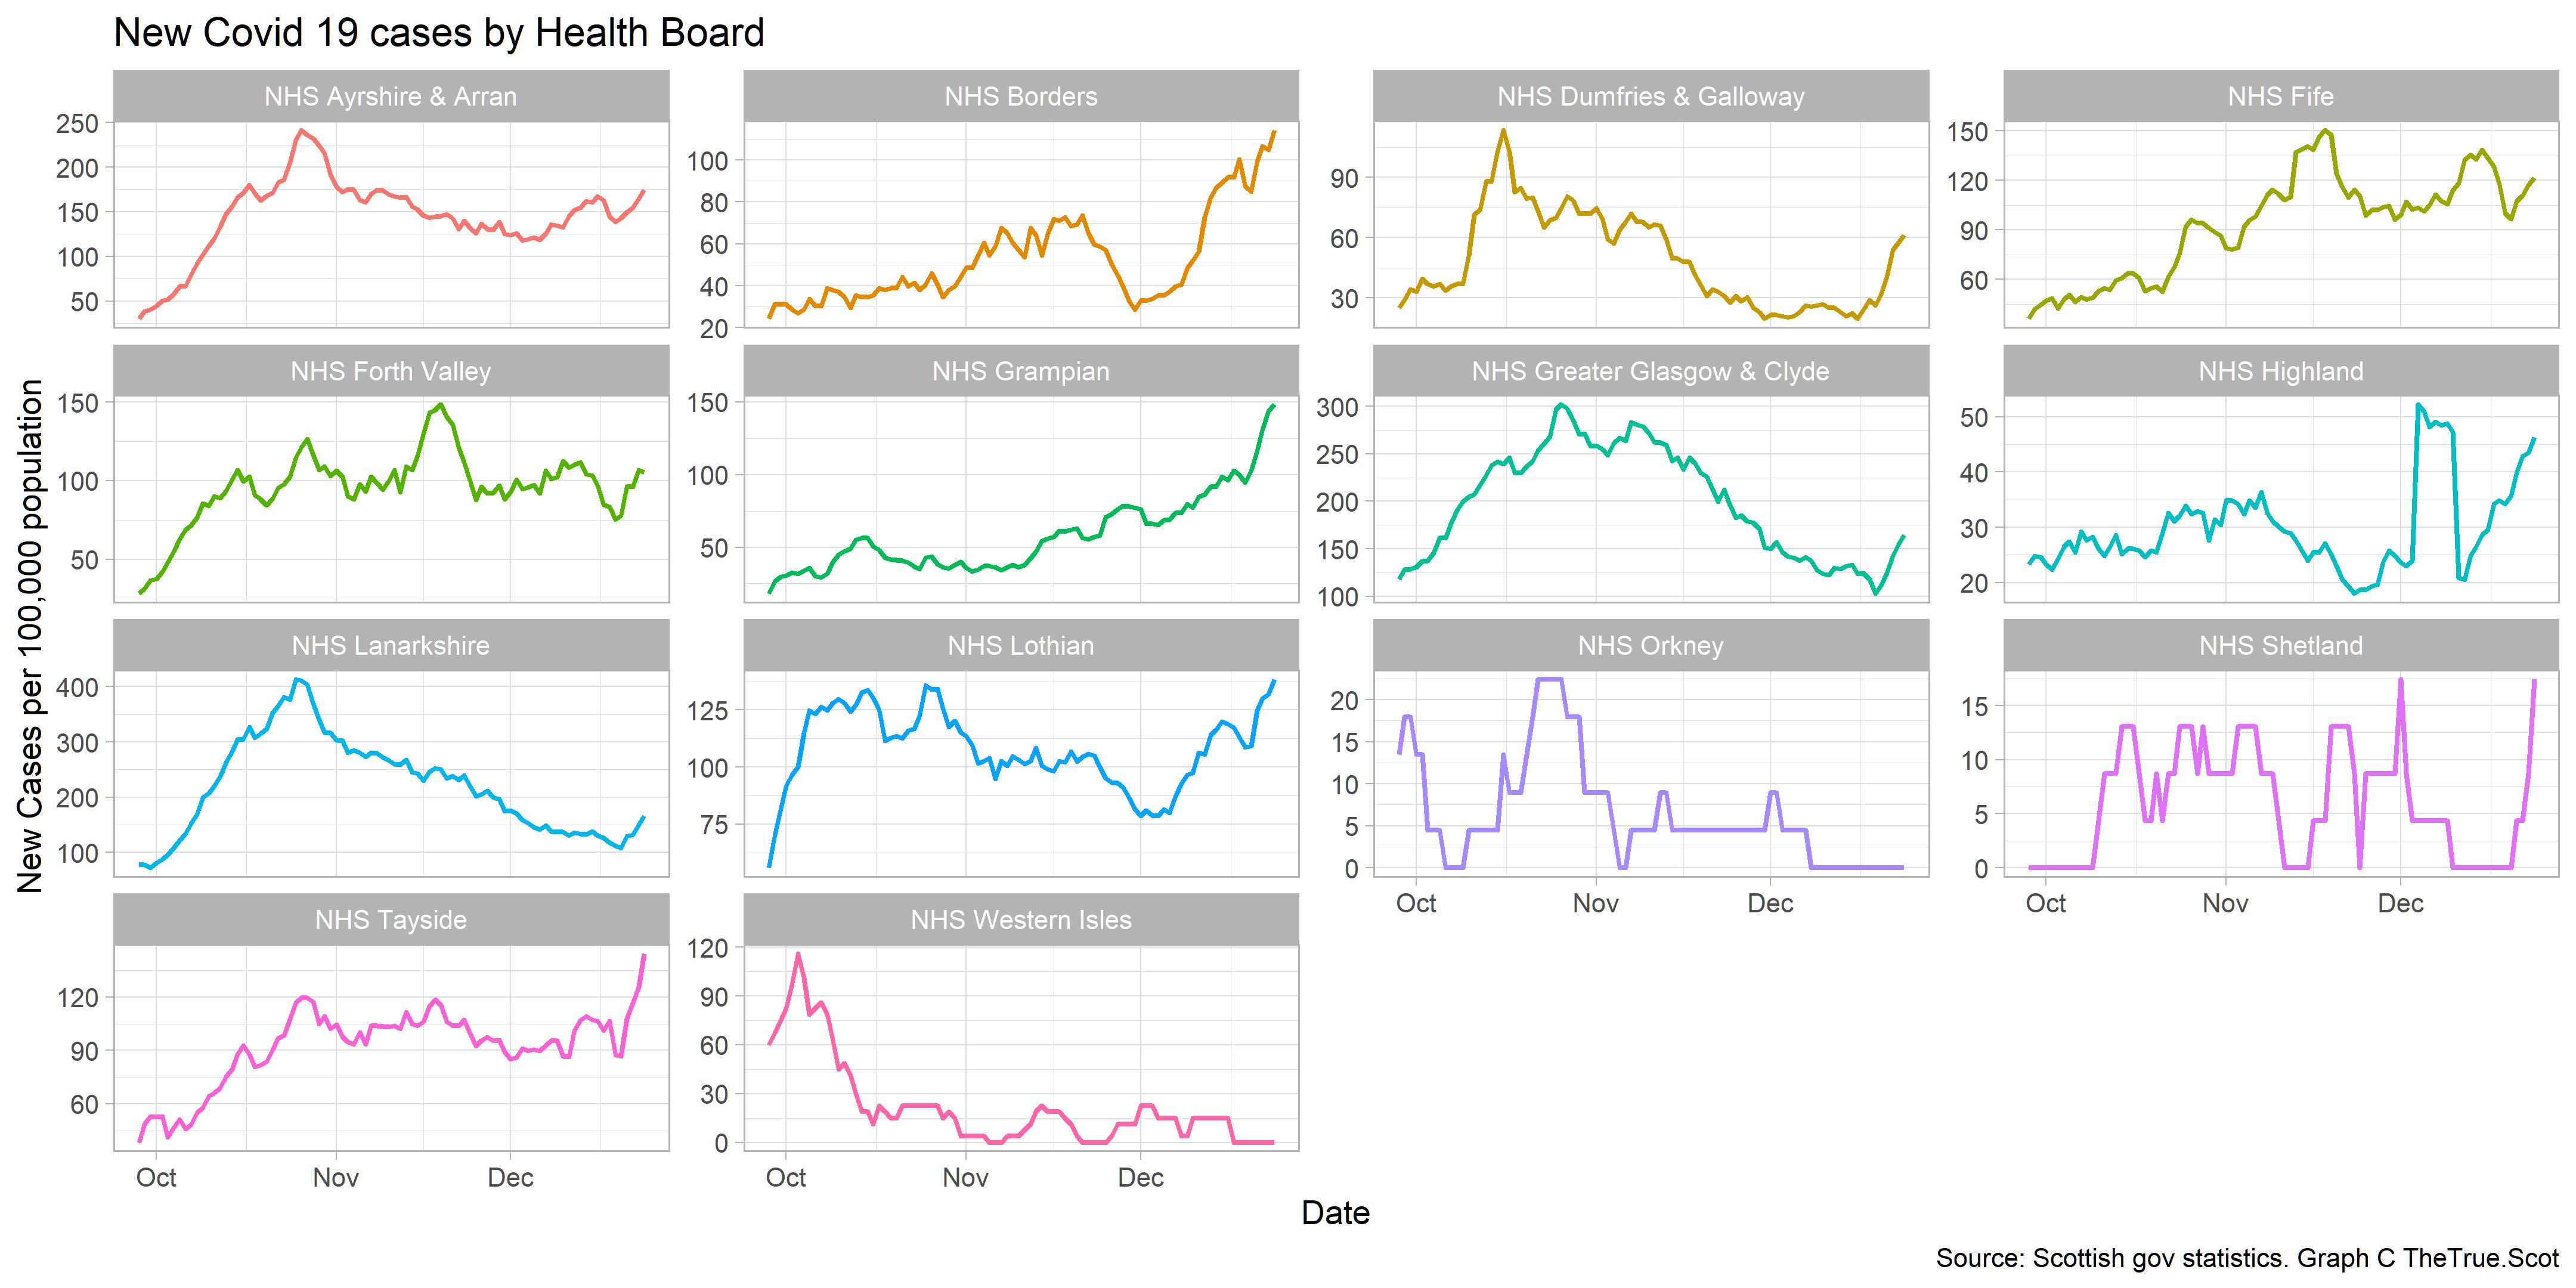 New Covid 19 cases by Health Board
NHS Ayrshire & Arran
NHS Borders
NHS Dumfries & Galloway
NHS Fife
250
200
150
100
50
100
80
60
40
20
90
60
30
150
120
90
60
NHS Forth Valley
NHS Grampian
NHS Greater Glasgow & Clyde
NHS Highland
150
100
50
150
100
50
300
250
200
150
100
50
40
30
20
NHS Lanarkshire
NHS Lothian
NHS Orkney
NHS Shetland
400
300
200
100
125
100
75
20
15
10
5
0
15
10
5
0
Oct Nov Dec
Oct Nov Dec
NHS Tayside
NHS Western Isles
120
90
60
120
90
60
30
0
Oct Nov Dec
Oct Nov Dec
New Cases per 100,000 population
Date
Source: Scottish gov statistics. Graph C TheTrue.Scot